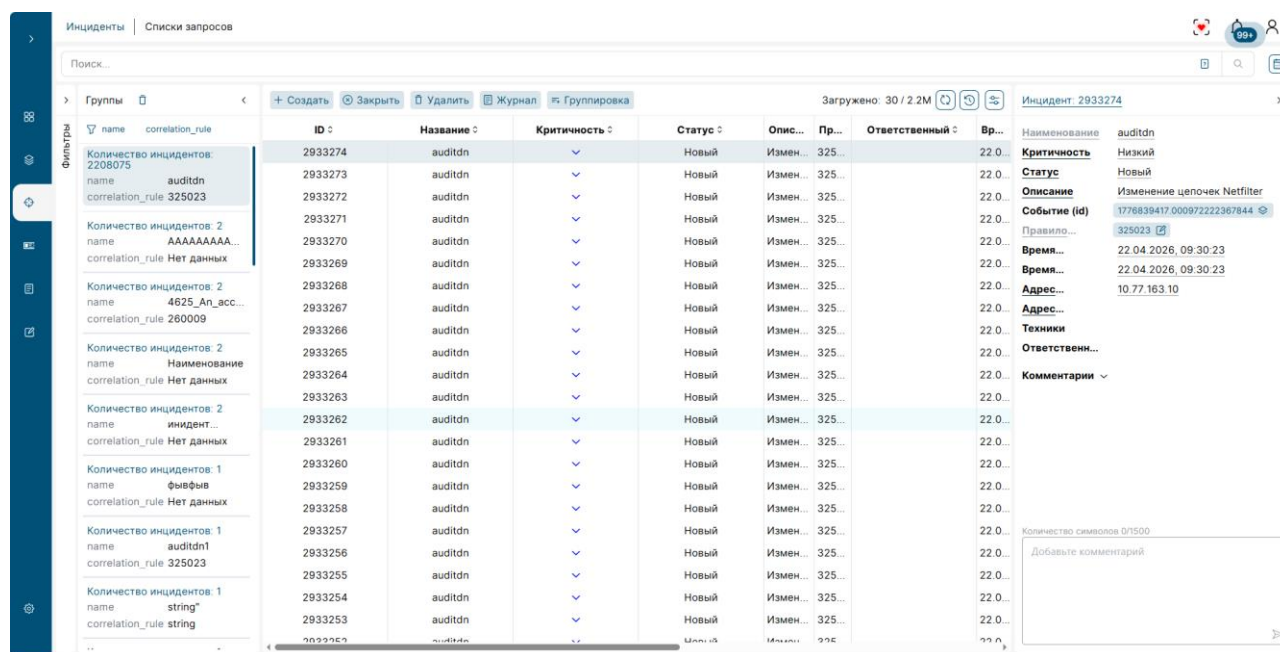 Инциденты Списки запросов
99+
Поиск...
Фильтры
Группы
name correlation_rule
Количество инцидентов:
2208075
name auditdn
correlation_rule 325023
Количество инцидентов: 2
name AAAAAAAAA...
correlation_rule Нет данных
Количество инцидентов: 2
name 4625_An_acc...
correlation_rule 260009
Количество инцидентов: 2
name Наименование
correlation_rule Нет данных
Количество инцидентов: 2
name инидент...
correlation_rule Нет данных
Количество инцидентов: 1
name фывфыв
correlation_rule Нет данных
Количество инцидентов: 1
name auditdn1
correlation_rule 325023
Количество инцидентов: 1
name string"
correlation_rule string
+ Создать Закрыть Удалить Журнал Группировка Загружено: 30 / 2.2M
ID Название Критичность Статус Опис... Пр... Ответственный Вр...
2933274 auditdn Новый Измен... 325... 22.0...
2933273 auditdn Новый Измен... 325... 22.0...
2933272 auditdn Новый Измен... 325... 22.0...
2933271 auditdn Новый Измен... 325... 22.0...
2933270 auditdn Новый Измен... 325... 22.0...
2933269 auditdn Новый Измен... 325... 22.0...
2933268 auditdn Новый Измен... 325... 22.0...
2933267 auditdn Новый Измен... 325... 22.0...
2933266 auditdn Новый Измен... 325... 22.0...
2933265 auditdn Новый Измен... 325... 22.0...
2933264 auditdn Новый Измен... 325... 22.0...
2933263 auditdn Новый Измен... 325... 22.0...
2933262 auditdn Новый Измен... 325... 22.0...
2933261 auditdn Новый Измен... 325... 22.0...
2933260 auditdn Новый Измен... 325... 22.0...
2933259 auditdn Новый Измен... 325... 22.0...
2933258 auditdn Новый Измен... 325... 22.0...
2933257 auditdn Новый Измен... 325... 22.0...
2933256 auditdn Новый Измен... 325... 22.0...
2933255 auditdn Новый Измен... 325... 22.0...
2933254 auditdn Новый Измен... 325... 22.0...
2933253 auditdn Новый Измен... 325... 22.0...
Инцидент: 2933274
Наименование auditdn
Критичность Низкий
Статус Новый
Описание Изменение цепочек Netfilter
Событие (id) 1776839417.000972222367844
Правило... 325023
Время... 22.04.2026, 09:30:23
Время... 22.04.2026, 09:30:23
Адрес... 10.77.163.10
Адрес...
Техники
Ответственн...
Комментарии
Количество символов 0/1500
Добавьте комментарий